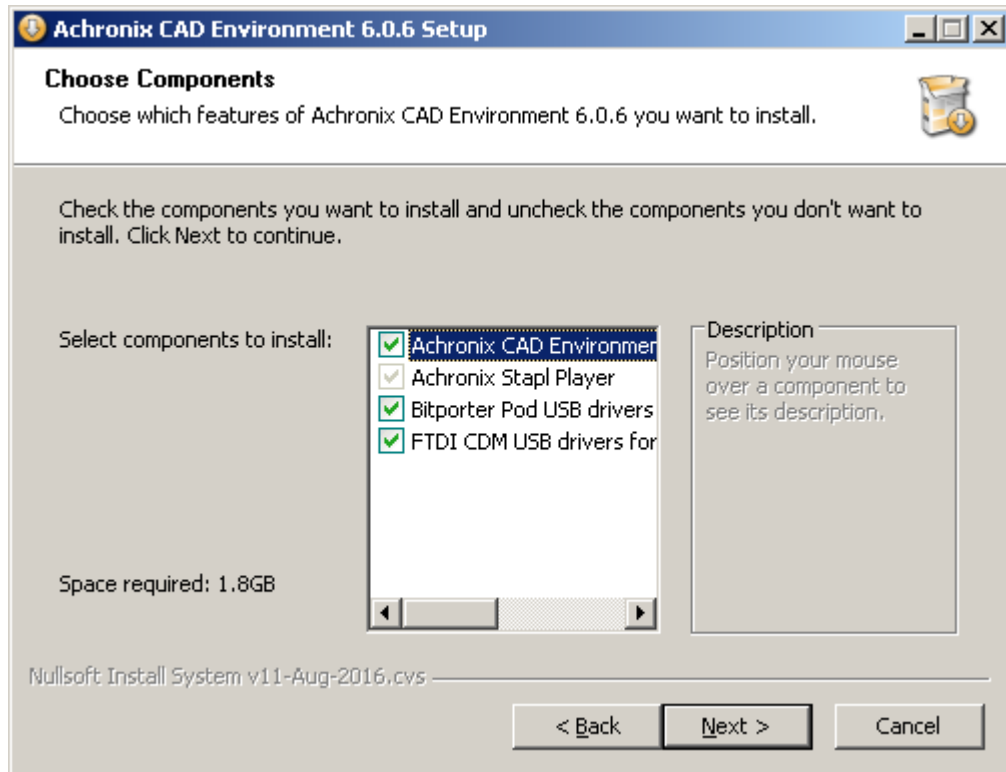 Achronix CAD Environment 6.0.6 Setup
Choose Components
Choose which features of Achronix CAD Environment 6.0.6 you want to install.
Check the components you want to install and uncheck the components you don't want to
install. Click Next to continue.
Select components to install:
Achronix CAD Environmer
Achronix Stapl Player
Bitporter Pod USB drivers
FTDI CDM USB drivers for
Description
Position your mouse
over a component to
see its description.
Space required: 1.8GB
Nullsoft Install System v11-Aug-2016.cvs
< Back
Next >
Cancel